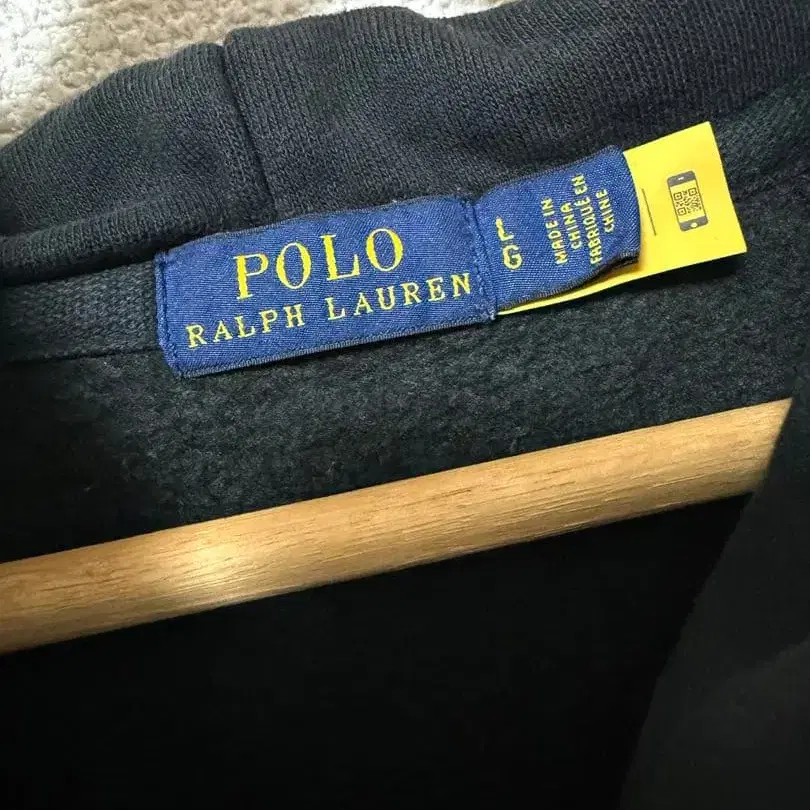 POLO
RALPH LAUREN
L
G
MADE IN
CHINA
FABRIQUÉ EN
CHINE